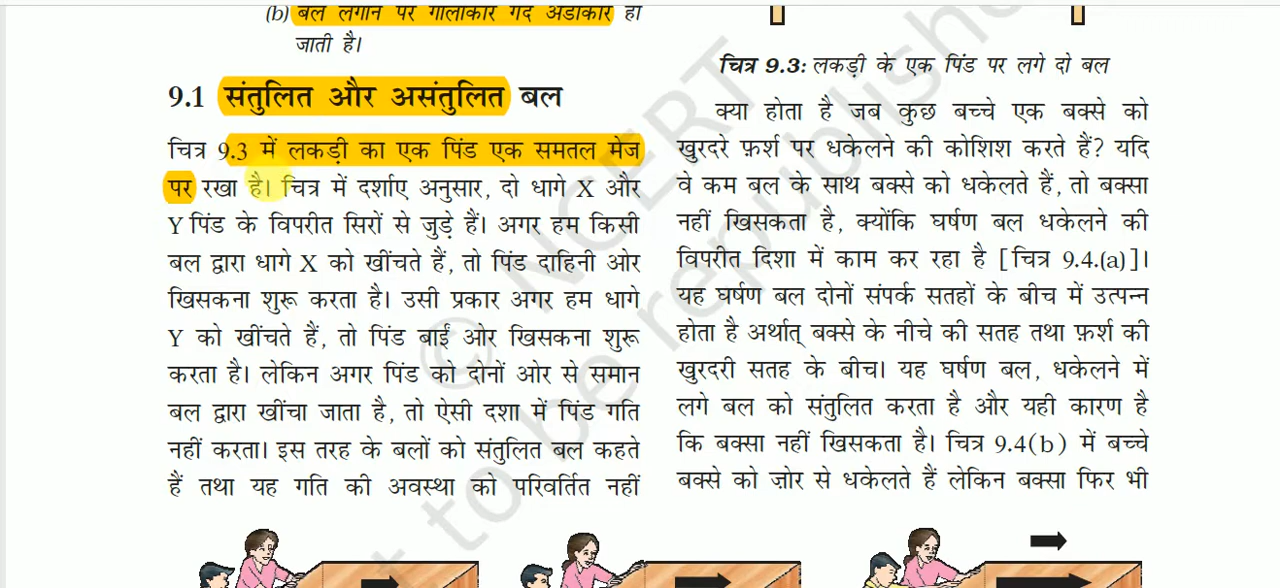 (b) बल लगाने पर गोलाकार गेंद अंडाकार हो
जाती है।
9.1 संतुलित और असंतुलित बल
चित्र 9.3 में लकड़ी का एक पिंड एक समतल मेज
पर रखा है। चित्र में दर्शाए अनुसार, दो धागे X और
Y पिंड के विपरीत सिरों से जुड़े हैं। अगर हम किसी
बल द्वारा धागे X को खींचते हैं, तो पिंड दाहिनी ओर
खिसकना शुरू करता है। उसी प्रकार अगर हम धागे
Y को खींचते हैं, तो पिंड बाईं ओर खिसकना शुरू
करता है। लेकिन अगर पिंड को दोनों ओर से समान
बल द्वारा खींचा जाता है, तो ऐसी दशा में पिंड गति
नहीं करता। इस तरह के बलों को संतुलित बल कहते
हैं तथा यह गति की अवस्था को परिवर्तित नहीं
चित्र 9.3: लकड़ी के एक पिंड पर लगे दो बल
क्या होता है जब कुछ बच्चे एक बक्से को
खुरदरे फ़र्श पर धकेलने की कोशिश करते हैं? यदि
वे कम बल के साथ बक्से को धकेलते हैं, तो बक्सा
नहीं खिसकता है, क्योंकि घर्षण बल धकेलने की
विपरीत दिशा में काम कर रहा है [चित्र 9.4.(a)]।
यह घर्षण बल दोनों संपर्क सतहों के बीच में उत्पन्न
होता है अर्थात् बक्से के नीचे की सतह तथा फ़र्श की
खुरदरी सतह के बीच। यह घर्षण बल, धकेलने में
लगे बल को संतुलित करता है और यही कारण है
कि बक्सा नहीं खिसकता है। चित्र 9.4(b) में बच्चे
बक्से को ज़ोर से धकेलते हैं लेकिन बक्सा फिर भी
© NCERT
t to be republishe